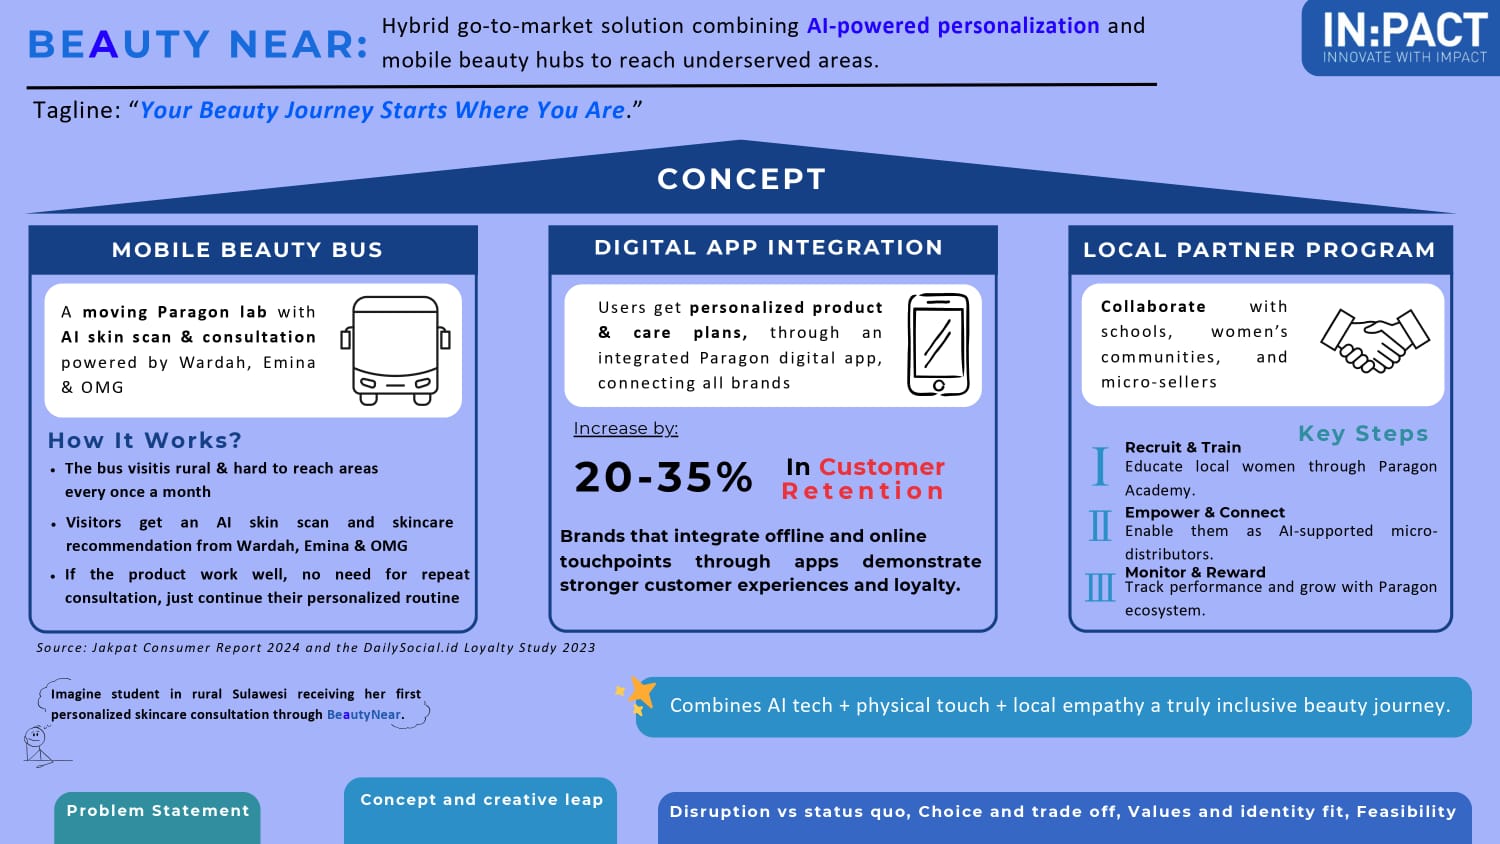 BEAUTY NEAR:
Hybrid go-to-market solution combining AI-powered personalization and
mobile beauty hubs to reach underserved areas.
IN:PACT
INNOVATE WITH IMPACT
Tagline: “Your Beauty Journey Starts Where You Are.”
CONCEPT
MOBILE BEAUTY BUS
A moving Paragon lab with
AI skin scan & consultation
powered by Wardah, Emina
& OMG
How It Works?
• The bus visitis rural & hard to reach areas
every once a month
• Visitors get an AI skin scan and skincare
recommendation from Wardah, Emina & OMG
• If the product work well, no need for repeat
consultation, just continue their personalized routine
DIGITAL APP INTEGRATION
Users get personalized product
& care plans, through an
integrated Paragon digital app,
connecting all brands
Increase by:
20-35%
In Customer
Retention
Brands that integrate offline and online
touchpoints through apps demonstrate
stronger customer experiences and loyalty.
LOCAL PARTNER PROGRAM
Collaborate with
schools, women’s
communities, and
micro-sellers
Key Steps
I
Recruit & Train
Educate local women through Paragon
Academy.
II
Empower & Connect
Enable them as AI-supported micro-
distributors.
III
Monitor & Reward
Track performance and grow with Paragon
ecosystem.
Source: Jakpat Consumer Report 2024 and the DailySocial.id Loyalty Study 2023
Imagine student in rural Sulawesi receiving her first
personalized skincare consultation through BeautyNear.
Combines AI tech + physical touch + local empathy a truly inclusive beauty journey.
Problem Statement
Concept and creative leap
Disruption vs status quo, Choice and trade off, Values and identity fit, Feasibility